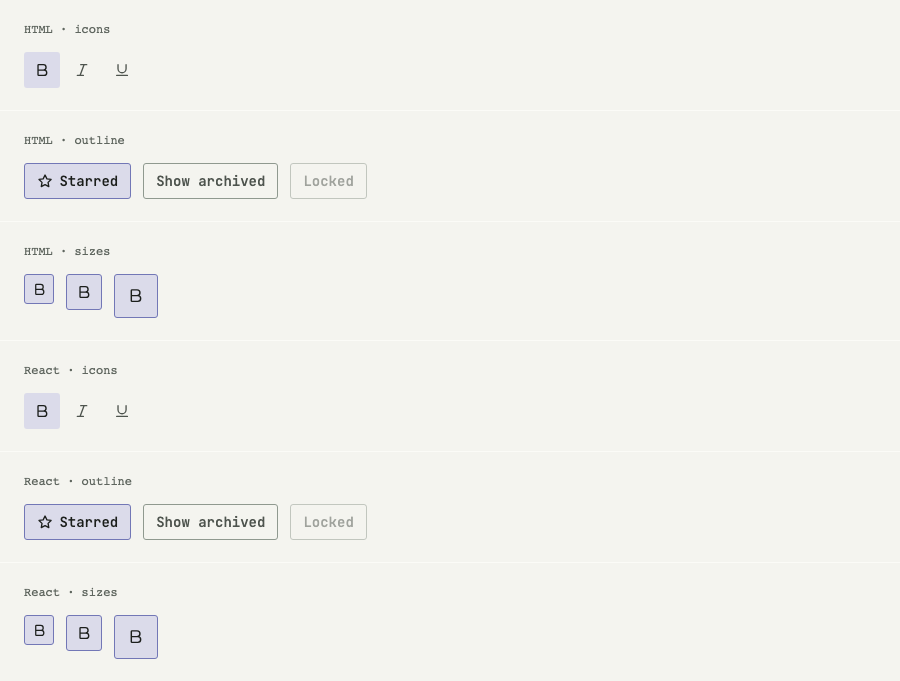 HTML · icons
B I U
HTML · outline
Starred Show archived Locked
HTML · sizes
B B B
React · icons
B I U
React · outline
Starred Show archived Locked
React · sizes
B B B